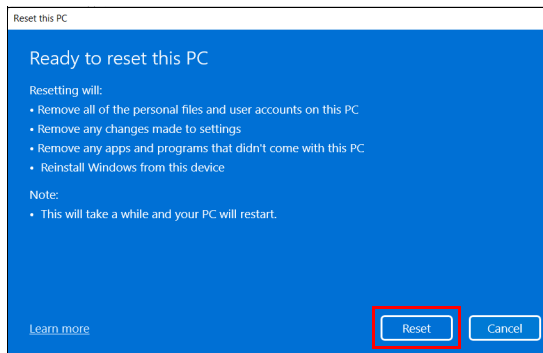 Reset this PC
Ready to reset this PC
Resetting will:
• Remove all of the personal files and user accounts on this PC
• Remove any changes made to settings
• Remove any apps and programs that didn't come with this PC
• Reinstall Windows from this device
Note:
• This will take a while and your PC will restart.
Learn more
Reset
Cancel